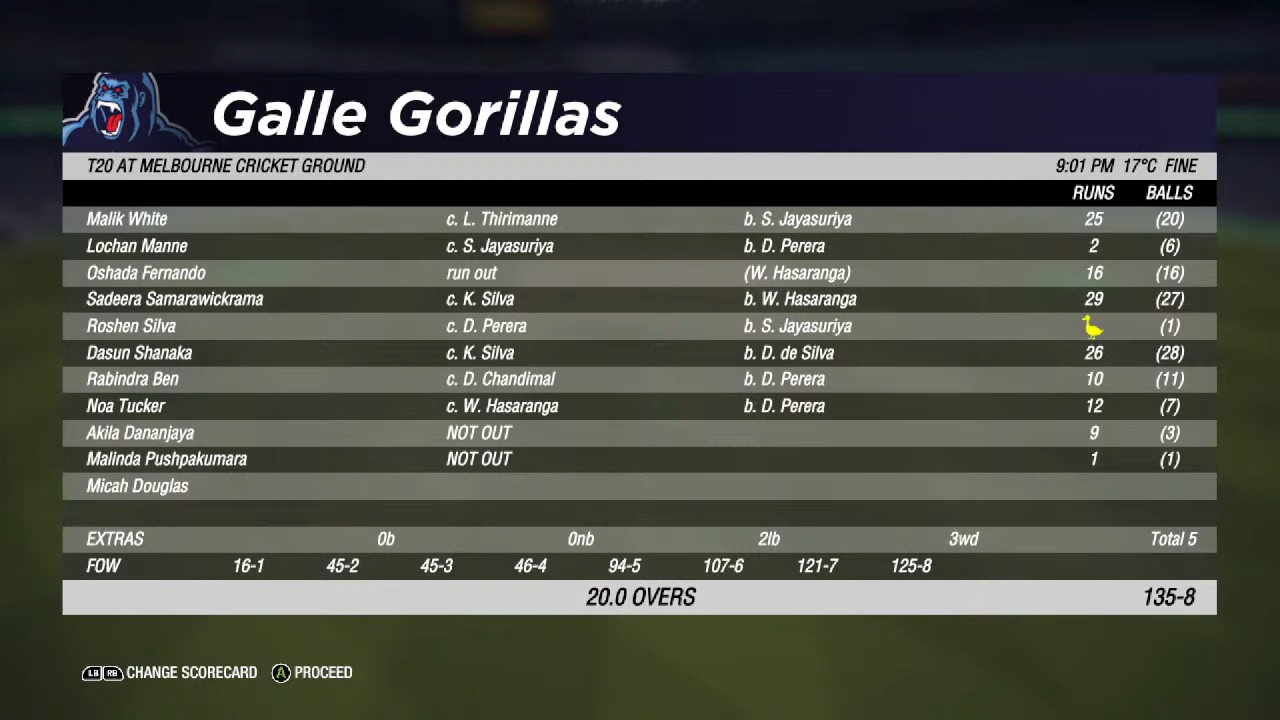 Galle Gorillas
T20 AT MELBOURNE CRICKET GROUND 9:01 PM 17°C FINE
RUNS BALLS
Malik White c. L. Thirimanne b. S. Jayasuriya 25 (20)
Lochan Manne c. S. Jayasuriya b. D. Perera 2 (6)
Oshada Fernando run out (W. Hasaranga) 16 (16)
Sadeera Samarawickrama c. K. Silva b. W. Hasaranga 29 (27)
Roshen Silva c. D. Perera b. S. Jayasuriya (1)
Dasun Shanaka c. K. Silva b. D. de Silva 26 (28)
Rabindra Ben c. D. Chandimal b. D. Perera 10 (11)
Noa Tucker c. W. Hasaranga b. D. Perera 12 (7)
Akila Dananjaya NOT OUT 9 (3)
Malinda Pushpakumara NOT OUT 1 (1)
Micah Douglas
EXTRAS 0b 0nb 2lb 3wd Total 5
FOW 16-1 45-2 45-3 46-4 94-5 107-6 121-7 125-8
20.0 OVERS 135-8
LB RB CHANGE SCORECARD A PROCEED